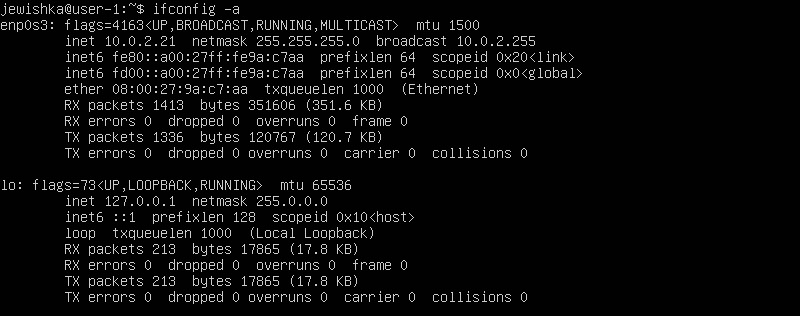 jewishka@user-1:~$ ifconfig -a
enp0s3: flags=4163<UP,BROADCAST,RUNNING,MULTICAST>  mtu 1500
        inet 10.0.2.21  netmask 255.255.255.0  broadcast 10.0.2.255
        inet6 fe80::a00:27ff:fe9a:c7aa  prefixlen 64  scopeid 0x20<link>
        inet6 fd00::a00:27ff:fe9a:c7aa  prefixlen 64  scopeid 0x0<global>
        ether 08:00:27:9a:c7:aa  txqueuelen 1000  (Ethernet)
        RX packets 1413  bytes 351606 (351.6 KB)
        RX errors 0  dropped 0  overruns 0  frame 0
        TX packets 1336  bytes 120767 (120.7 KB)
        TX errors 0  dropped 0 overruns 0  carrier 0  collisions 0

lo: flags=73<UP,LOOPBACK,RUNNING>  mtu 65536
        inet 127.0.0.1  netmask 255.0.0.0
        inet6 ::1  prefixlen 128  scopeid 0x10<host>
        loop  txqueuelen 1000  (Local Loopback)
        RX packets 213  bytes 17865 (17.8 KB)
        RX errors 0  dropped 0  overruns 0  frame 0
        TX packets 213  bytes 17865 (17.8 KB)
        TX errors 0  dropped 0 overruns 0  carrier 0  collisions 0